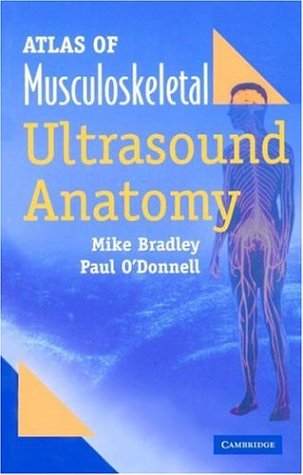 ATLAS OF
Musculoskeletal
Ultrasound
Anatomy
Mike Bradley
Paul O'Donnell
CAMBRIDGE